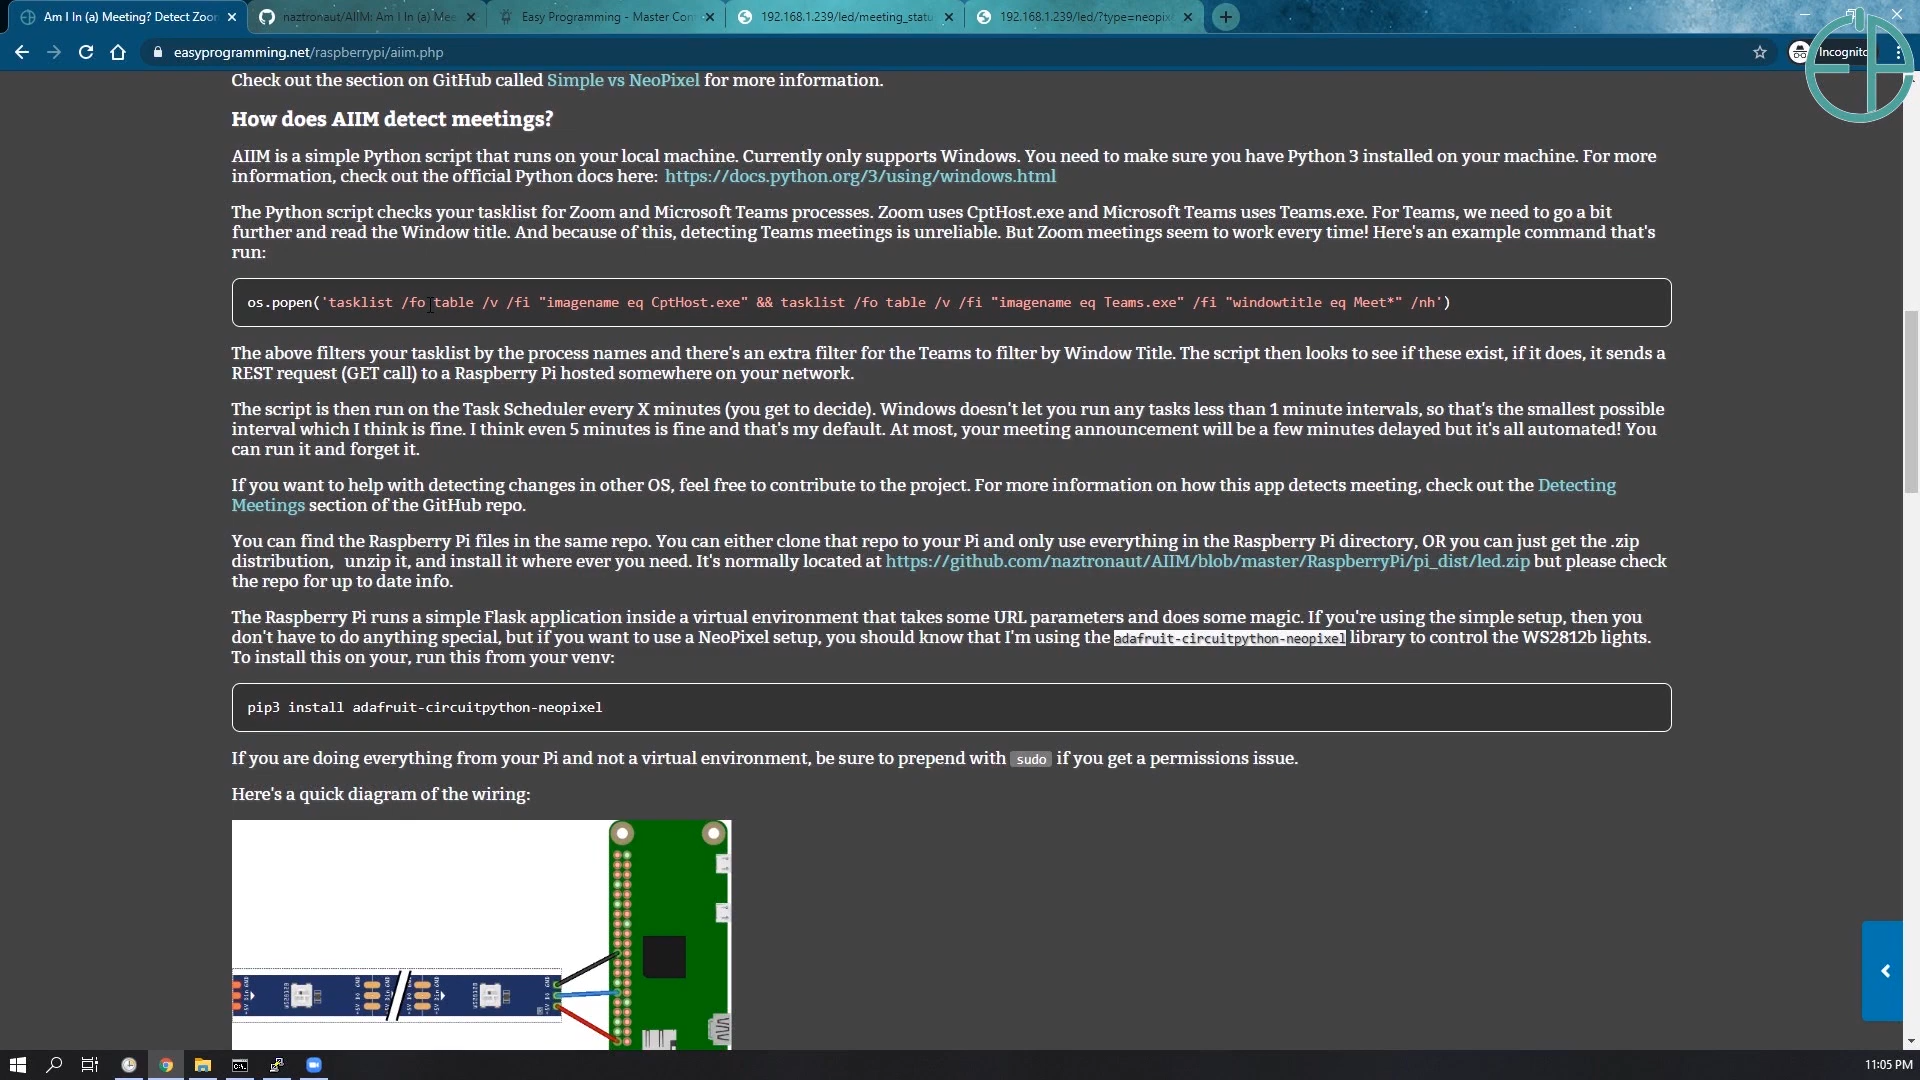 Am I In (a) Meeting? Detect Zoo
naztronaut/AIIM: Am I In (a) Mee
Easy Programming - Master Con
192.168.1.239/led/meeting_statu
192.168.1.239/led/?type=neopix
easyprogramming.net/raspberrypi/aiim.php
Incognito
Check out the section on GitHub called Simple vs NeoPixel for more information.
How does AIIM detect meetings?
AIIM is a simple Python script that runs on your local machine. Currently only supports Windows. You need to make sure you have Python 3 installed on your machine. For more
information, check out the official Python docs here: https://docs.python.org/3/using/windows.html
The Python script checks your tasklist for Zoom and Microsoft Teams processes. Zoom uses CptHost.exe and Microsoft Teams uses Teams.exe. For Teams, we need to go a bit
further and read the Window title. And because of this, detecting Teams meetings is unreliable. But Zoom meetings seem to work every time! Here's an example command that's
run:
os.popen('tasklist /fo table /v /fi "imagename eq CptHost.exe" && tasklist /fo table /v /fi "imagename eq Teams.exe" /fi "windowtitle eq Meet*" /nh')
The above filters your tasklist by the process names and there's an extra filter for the Teams to filter by Window Title. The script then looks to see if these exist, if it does, it sends a
REST request (GET call) to a Raspberry Pi hosted somewhere on your network.
The script is then run on the Task Scheduler every X minutes (you get to decide). Windows doesn't let you run any tasks less than 1 minute intervals, so that's the smallest possible
interval which I think is fine. I think even 5 minutes is fine and that's my default. At most, your meeting announcement will be a few minutes delayed but it's all automated! You
can run it and forget it.
If you want to help with detecting changes in other OS, feel free to contribute to the project. For more information on how this app detects meeting, check out the Detecting
Meetings section of the GitHub repo.
You can find the Raspberry Pi files in the same repo. You can either clone that repo to your Pi and only use everything in the Raspberry Pi directory, OR you can just get the .zip
distribution, unzip it, and install it where ever you need. It's normally located at https://github.com/naztronaut/AIIM/blob/master/RaspberryPi/pi_dist/led.zip but please check
the repo for up to date info.
The Raspberry Pi runs a simple Flask application inside a virtual environment that takes some URL parameters and does some magic. If you're using the simple setup, then you
don't have to do anything special, but if you want to use a NeoPixel setup, you should know that I'm using the adafruit-circuitpython-neopixel library to control the WS2812b lights.
To install this on your, run this from your venv:
pip3 install adafruit-circuitpython-neopixel
If you are doing everything from your Pi and not a virtual environment, be sure to prepend with sudo if you get a permissions issue.
Here's a quick diagram of the wiring:
11:05 PM